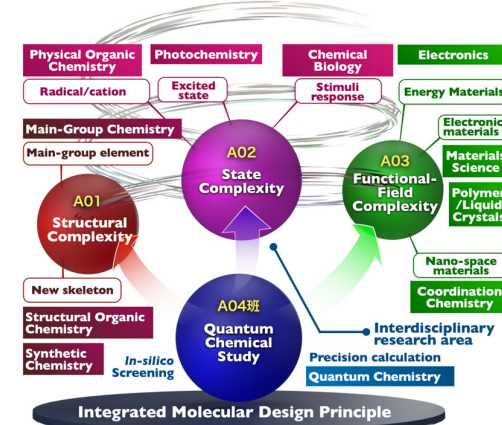 Physical Organic
Chemistry
Photochemistry
Chemical
Biology
Electronics
Radical/cation
Excited
state
Stimuli
response
Energy Materials
Main-Group Chemistry
Main-group element
A02
State
Complexity
Electronic
materials
A03
Functional-
Field
Complexity
Materials
Science
A01
Structural
Complexity
Polymer
/Liquid
Crystals
New skeleton
Nano-space
materials
A04班
Quantum
Chemical
Study
Coordination
Chemistry
Structural Organic
Chemistry
Interdisciplinary
research area
Synthetic
Chemistry
In-silico
Screening
Precision calculation
Quantum Chemistry
Integrated Molecular Design Principle